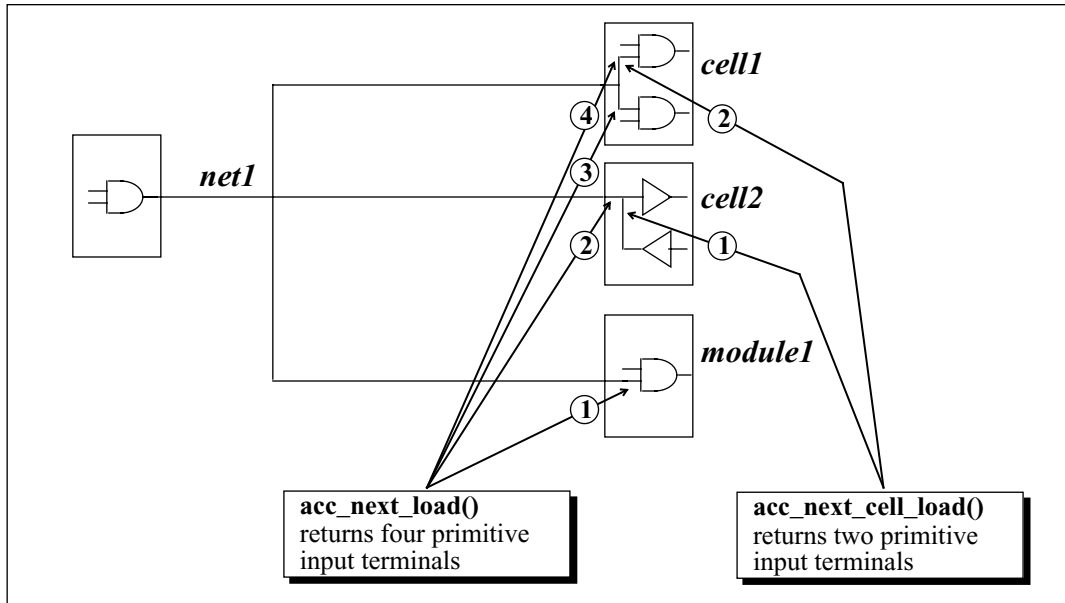 cell1
4
2
net1
3
cell2
2
1
module1
1
acc_next_load()
returns four primitive
input terminals
acc_next_cell_load()
returns two primitive
input terminals